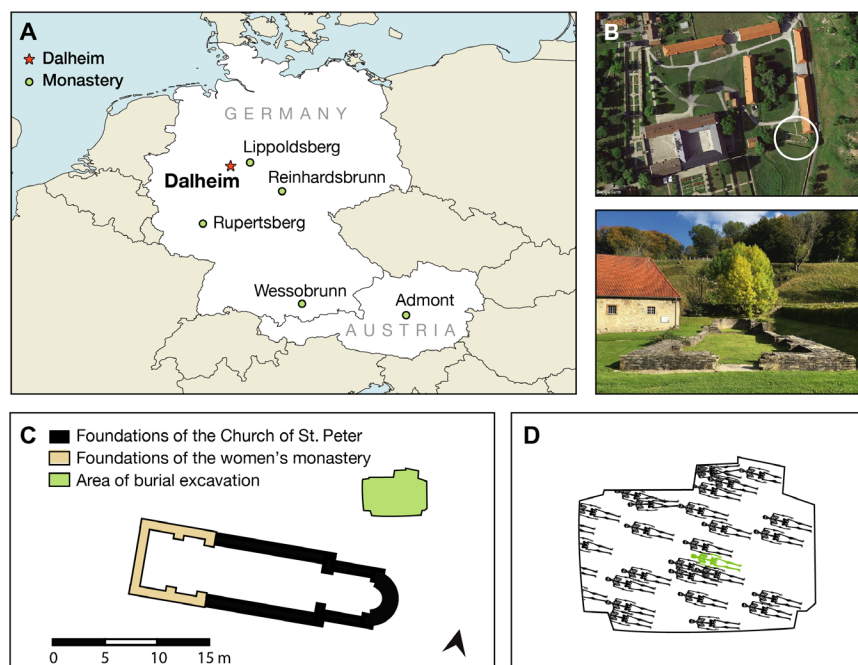 A
Dalheim
Monastery
GERMANY
Lippoldsberg
Dalheim
Reinhardsbrunn
Rupertsberg
Wessobrunn
Admont
AUSTRIA
B
C
Foundations of the Church of St. Peter
Foundations of the women's monastery
Area of burial excavation
0 5 10 15 m
D